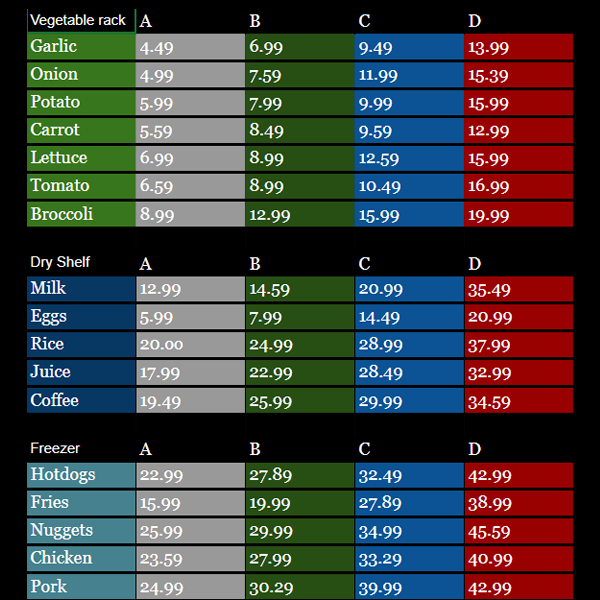 Vegetable rack A B C D
Garlic 4.49 6.99 9.49 13.99
Onion 4.99 7.59 11.99 15.39
Potato 5.99 7.99 9.99 15.99
Carrot 5.59 8.49 9.59 12.99
Lettuce 6.99 8.99 12.59 15.99
Tomato 6.59 8.99 10.49 16.99
Broccoli 8.99 12.99 15.99 19.99
Dry Shelf A B C D
Milk 12.99 14.59 20.99 35.49
Eggs 5.99 7.99 14.49 20.99
Rice 20.00 24.99 28.99 37.99
Juice 17.99 22.99 28.49 32.99
Coffee 19.49 25.99 29.99 34.59
Freezer A B C D
Hotdogs 22.99 27.89 32.49 42.99
Fries 15.99 19.99 27.89 38.99
Nuggets 25.99 29.99 34.99 45.59
Chicken 23.59 27.99 33.29 40.99
Pork 24.99 30.29 39.99 42.99